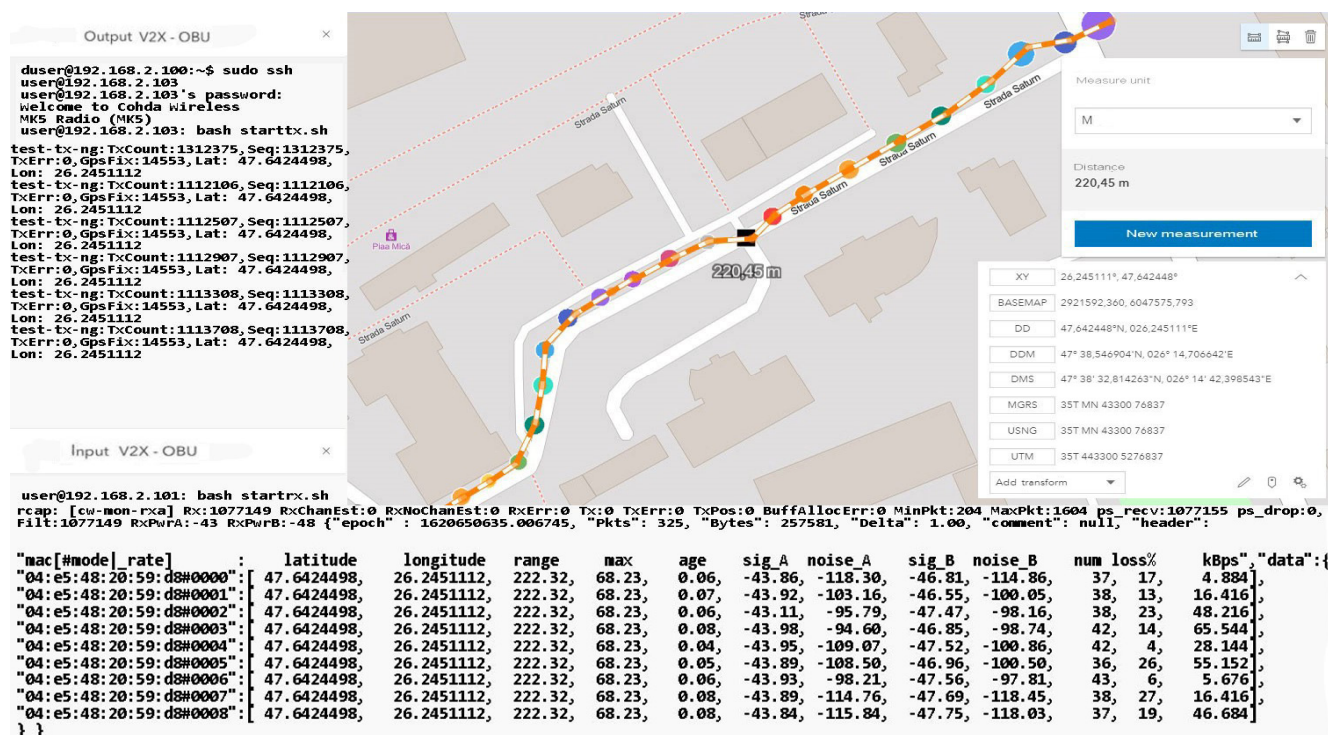 Output V2X - OBU ×
duser@192.168.2.100:~$ sudo ssh
user@192.168.2.103
user@192.168.2.103's password:
Welcome to Cohda Wireless
MK5 Radio (MK5)
user@192.168.2.103: bash starttx.sh
test-tx-ng:TxCount:1312375,Seq:1312375,
TxErr:0,GpsFix:14553,Lat: 47.6424498,
Lon: 26.2451112
test-tx-ng:TxCount:1112106,Seq:1112106,
TxErr:0,GpsFix:14553,Lat: 47.6424498,
Lon: 26.2451112
test-tx-ng:TxCount:1112507,Seq:1112507,
TxErr:0,GpsFix:14553,Lat: 47.6424498,
Lon: 26.2451112
test-tx-ng:TxCount:1112907,Seq:1112907,
TxErr:0,GpsFix:14553,Lat: 47.6424498,
Lon: 26.2451112
test-tx-ng:TxCount:1113308,Seq:1113308,
TxErr:0,GpsFix:14553,Lat: 47.6424498,
Lon: 26.2451112
test-tx-ng:TxCount:1113708,Seq:1113708,
TxErr:0,GpsFix:14553,Lat: 47.6424498,
Lon: 26.2451112
Strada Saturn
Strada Saturn
Strada Saturn
Strada Saturn
Piaa Mică
220,45 m
Strada Saturn
Measure unit
M
Distance
220,45 m
New measurement
XY 26,245111°, 47,642448°
BASEMAP 2921592,360, 6047575,793
DD 47,642448°N, 026,245111°E
DDM 47° 38,546904'N, 026° 14,706642'E
DMS 47° 38' 32,814263"N, 026° 14' 42,398543"E
MGRS 35T MN 43300 76837
USNG 35T MN 43300 76837
UTM 35T 443300 5276837
Add transform
Input V2X - OBU ×
user@192.168.2.101: bash startrx.sh
rcap: [cw-mon-rxa] Rx:1077149 RxChanEst:0 RxNoChanEst:0 RxErr:0 Tx:0 TxErr:0 TxPos:0 BuffAllocErr:0 MinPkt:204 MaxPkt:1604 ps_recv:1077155 ps_drop:0,
Filt:1077149 RxPwrA:-43 RxPwrB:-48 {"epoch" : 1620650635.006745, "Pkts": 325, "Bytes": 257581, "Delta": 1.00, "comment": null, "header":
"mac[#mode|_rate] : latitude longitude range max age sig_A noise_A sig_B noise_B num loss% kBps","data":{
"04:e5:48:20:59:d8#0000":[ 47.6424498, 26.2451112, 222.32, 68.23, 0.06, -43.86, -118.30, -46.81, -114.86, 37, 17, 4.884],
"04:e5:48:20:59:d8#0001":[ 47.6424498, 26.2451112, 222.32, 68.23, 0.07, -43.92, -103.16, -46.55, -100.05, 38, 13, 16.416],
"04:e5:48:20:59:d8#0002":[ 47.6424498, 26.2451112, 222.32, 68.23, 0.06, -43.11, -95.79, -47.47, -98.16, 38, 23, 48.216],
"04:e5:48:20:59:d8#0003":[ 47.6424498, 26.2451112, 222.32, 68.23, 0.08, -43.98, -94.60, -46.85, -98.74, 42, 14, 65.544],
"04:e5:48:20:59:d8#0004":[ 47.6424498, 26.2451112, 222.32, 68.23, 0.04, -43.95, -109.07, -47.52, -100.86, 42, 4, 28.144],
"04:e5:48:20:59:d8#0005":[ 47.6424498, 26.2451112, 222.32, 68.23, 0.05, -43.89, -108.50, -46.96, -100.50, 36, 26, 55.152],
"04:e5:48:20:59:d8#0006":[ 47.6424498, 26.2451112, 222.32, 68.23, 0.06, -43.93, -98.21, -47.56, -97.81, 43, 6, 5.676],
"04:e5:48:20:59:d8#0007":[ 47.6424498, 26.2451112, 222.32, 68.23, 0.08, -43.89, -114.76, -47.69, -118.45, 38, 27, 16.416],
"04:e5:48:20:59:d8#0008":[ 47.6424498, 26.2451112, 222.32, 68.23, 0.08, -43.84, -115.84, -47.75, -118.03, 37, 19, 46.684]
} }